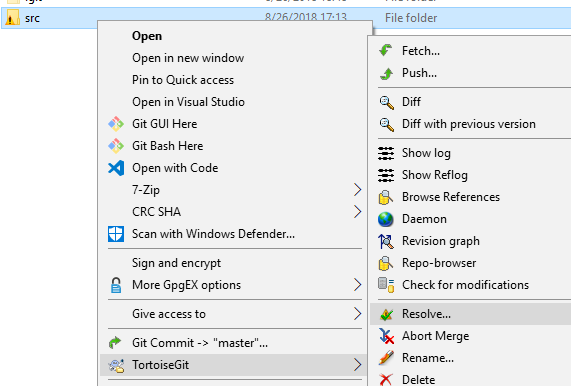 src 8/26/2018 17:13 File folder
Open
Open in new window
Pin to Quick access
Open in Visual Studio
Git GUI Here
Git Bash Here
Open with Code
7-Zip
CRC SHA
Scan with Windows Defender...
Sign and encrypt
More GpgEX options
Give access to
Git Commit -> "master"...
TortoiseGit
Fetch...
Push...
Diff
Diff with previous version
Show log
Show Reflog
Browse References
Daemon
Revision graph
Repo-browser
Check for modifications
Resolve...
Abort Merge
Rename...
Delete